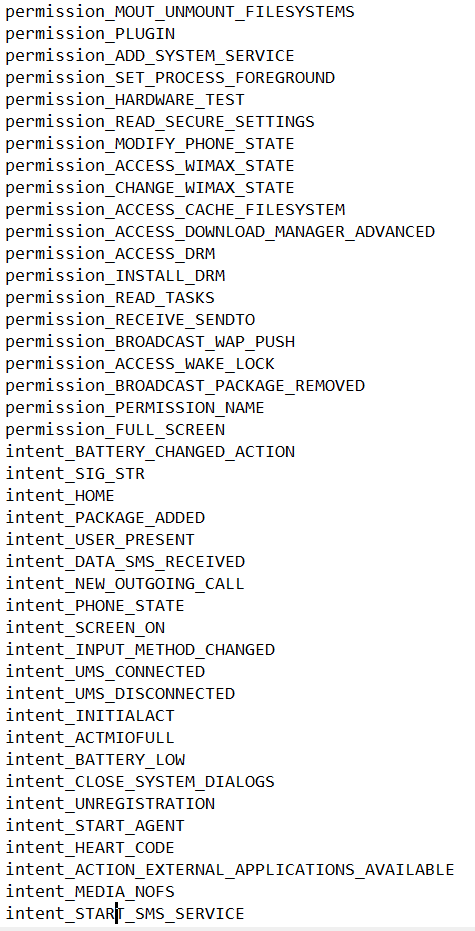 permission_MOUT_UNMOUNT_FILESYSTEMS
permission_PLUGIN
permission_ADD_SYSTEM_SERVICE
permission_SET_PROCESS_FOREGROUND
permission_HARDWARE_TEST
permission_READ_SECURE_SETTINGS
permission_MODIFY_PHONE_STATE
permission_ACCESS_WIMAX_STATE
permission_CHANGE_WIMAX_STATE
permission_ACCESS_CACHE_FILESYSTEM
permission_ACCESS_DOWNLOAD_MANAGER_ADVANCED
permission_ACCESS_DRM
permission_INSTALL_DRM
permission_READ_TASKS
permission_RECEIVE_SENDTO
permission_BROADCAST_WAP_PUSH
permission_ACCESS_WAKE_LOCK
permission_BROADCAST_PACKAGE_REMOVED
permission_PERMISSION_NAME
permission_FULL_SCREEN
intent_BATTERY_CHANGED_ACTION
intent_SIG_STR
intent_HOME
intent_PACKAGE_ADDED
intent_USER_PRESENT
intent_DATA_SMS_RECEIVED
intent_NEW_OUTGOING_CALL
intent_PHONE_STATE
intent_SCREEN_ON
intent_INPUT_METHOD_CHANGED
intent_UMS_CONNECTED
intent_UMS_DISCONNECTED
intent_INITIALACT
intent_ACTMIOFULL
intent_BATTERY_LOW
intent_CLOSE_SYSTEM_DIALOGS
intent_UNREGISTRATION
intent_START_AGENT
intent_HEART_CODE
intent_ACTION_EXTERNAL_APPLICATIONS_AVAILABLE
intent_MEDIA_NOFS
intent_START_SMS_SERVICE